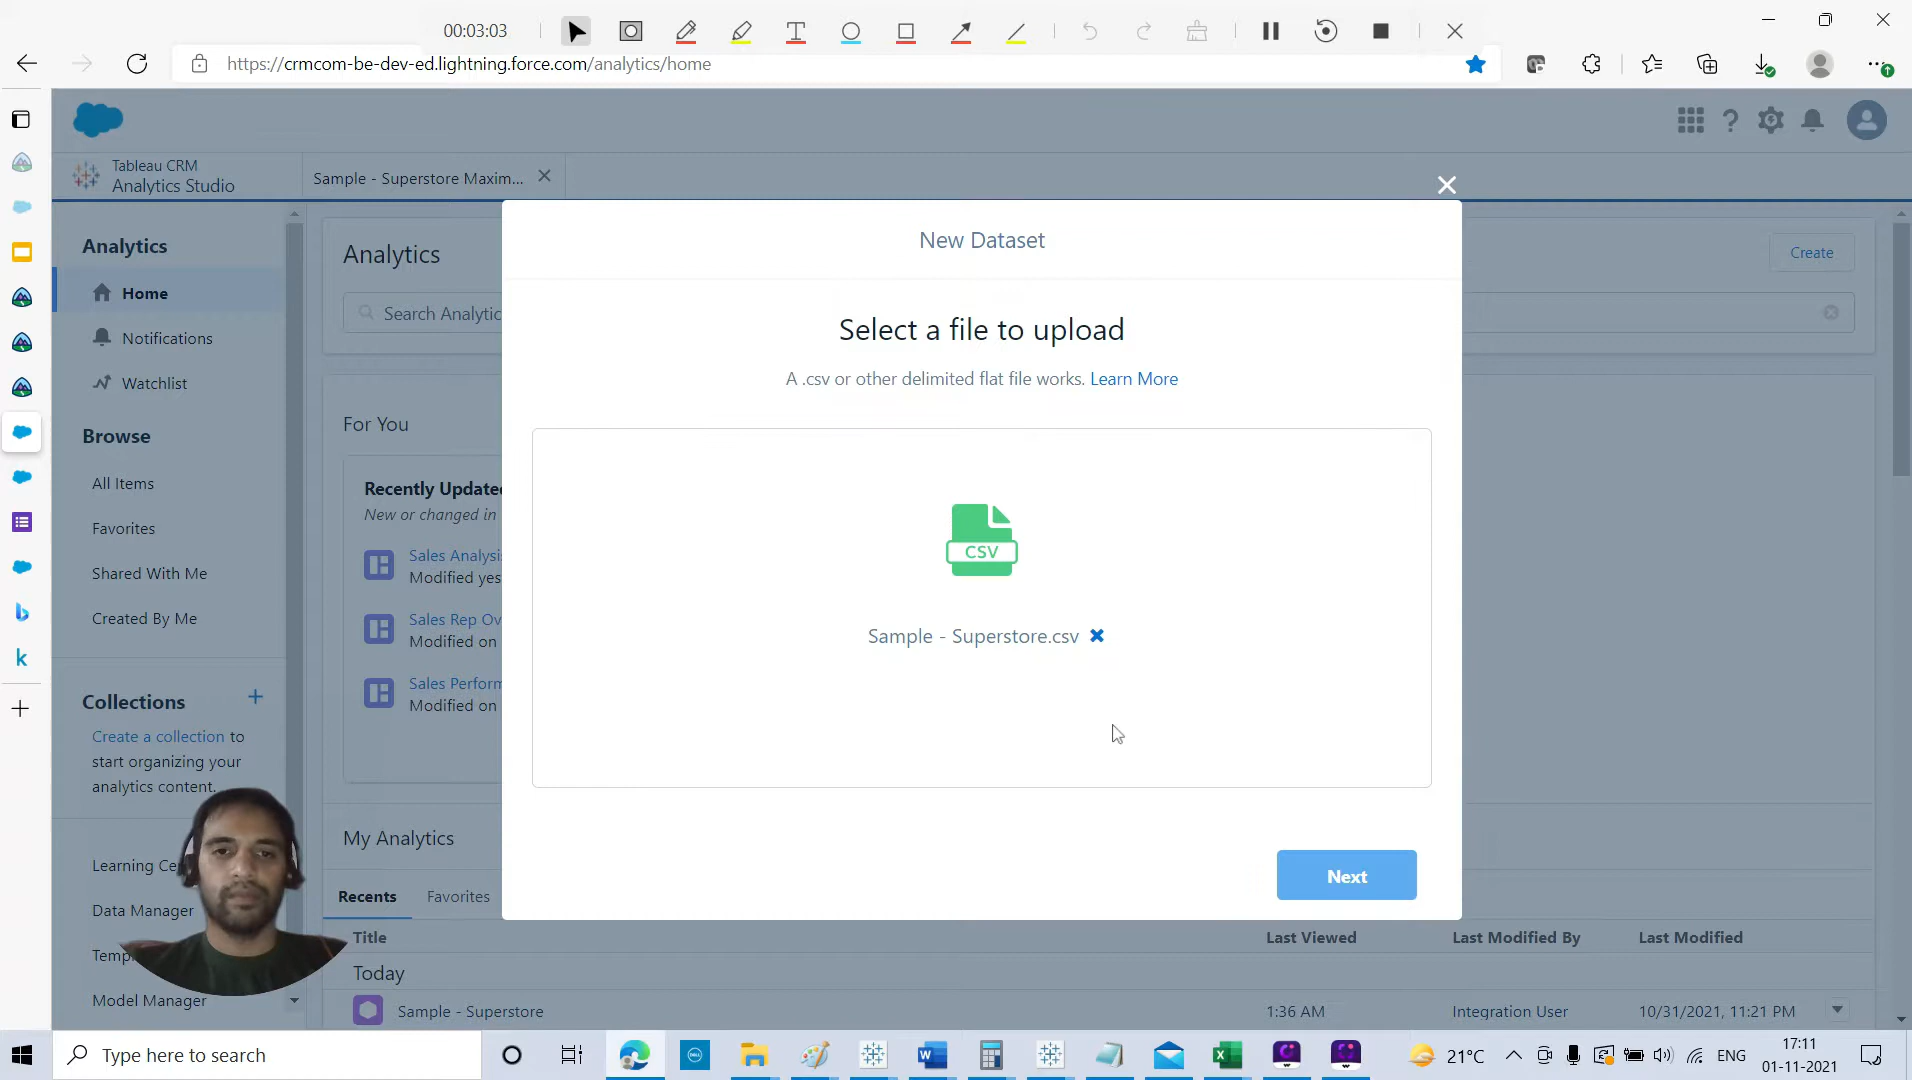 00:03:03
https://crmcom-be-dev-ed.lightning.force.com/analytics/home
Tableau CRM
Analytics Studio
Sample - Superstore Maxim...
Analytics
Home
Notifications
Watchlist
Browse
All Items
Favorites
Shared With Me
Created By Me
Collections
Create a collection to
start organizing your
analytics content.
Learning Ce
Data Manager
Temp
Model Manager
Analytics
Create
Search Analytic
For You
Recently Update
New or changed in
Sales Analysi
Modified yes
Sales Rep Ov
Modified on
Sales Perform
Modified on
New Dataset
Select a file to upload
A .csv or other delimited flat file works. Learn More
CSV
Sample - Superstore.csv
Next
My Analytics
Recents
Favorites
Title
Last Viewed
Last Modified By
Last Modified
Today
Sample - Superstore
1:36 AM
Integration User
10/31/2021, 11:21 PM
Type here to search
21°C
ENG
17:11
01-11-2021